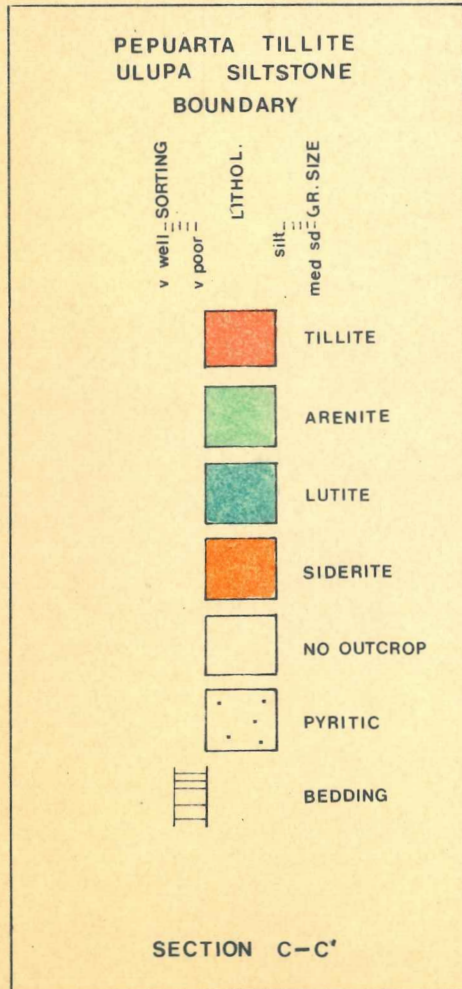 PEPUARTA TILLITE
ULUPA SILTSTONE
BOUNDARY
v well SORTING v poor
LITHOL.
silt med sd GR. SIZE
TILLITE
ARENITE
LUTITE
SIDERITE
NO OUTCROP
PYRITIC
BEDDING
SECTION C-C'